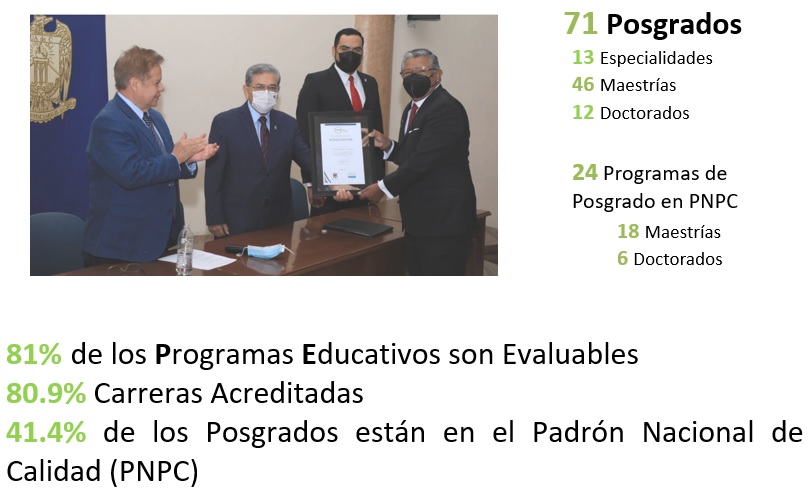 71 Posgrados
13 Especialidades
46 Maestrías
12 Doctorados
24 Programas de
Posgrado en PNPC
18 Maestrías
6 Doctorados
81% de los Programas Educativos son Evaluables
80.9% Carreras Acreditadas
41.4% de los Posgrados están en el Padrón Nacional de
Calidad (PNPC)